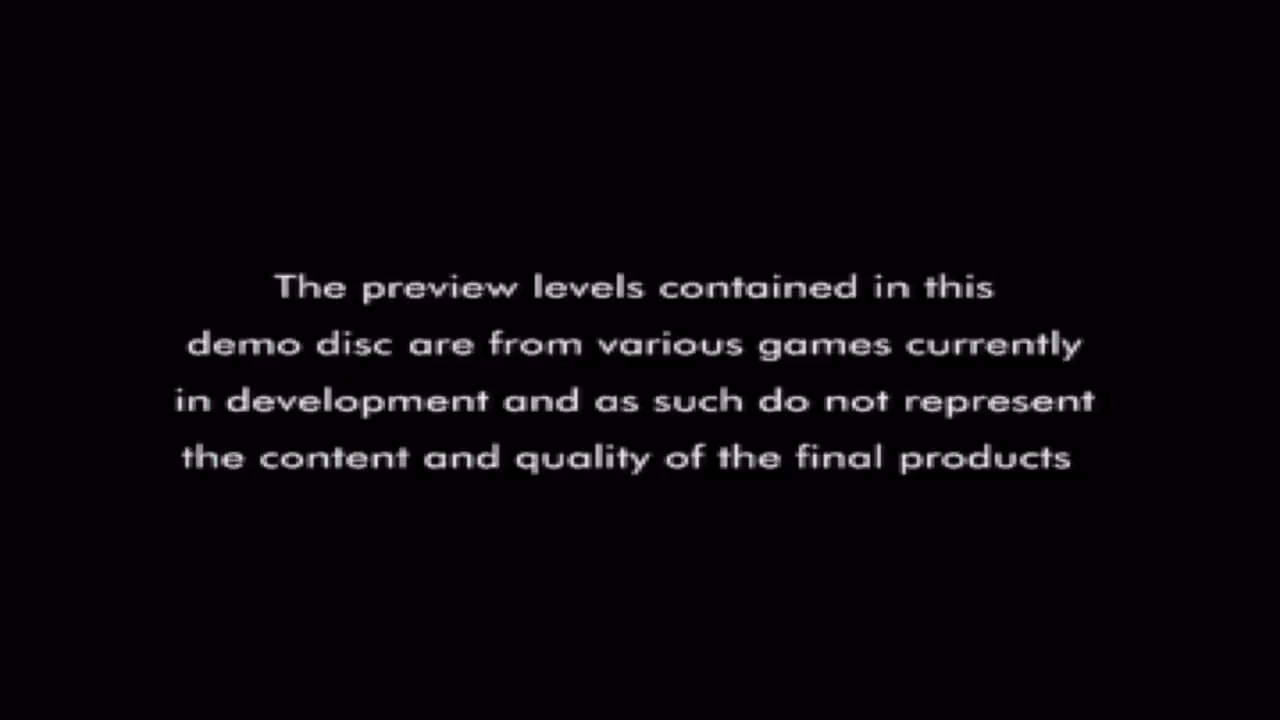 The preview levels contained in this
demo disc are from various games currently
in development and as such do not represent
the content and quality of the final products